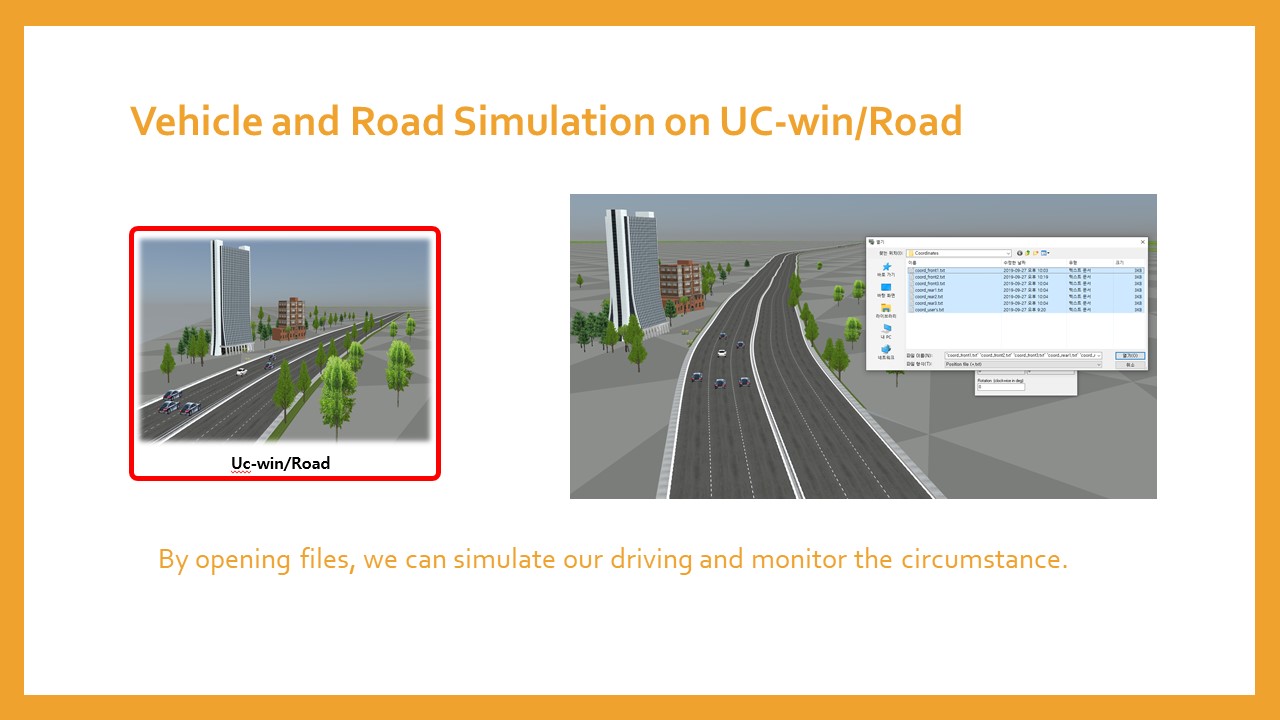 Vehicle and Road Simulation on UC-win/Road
Uc-win/Road
열기
찾는 위치(I): Coordinates
이름 수정한 날짜 유형 크기
coord_front1.txt 2019-09-27 오후 10:03 텍스트 문서 3KB
coord_front2.txt 2019-09-27 오후 10:19 텍스트 문서 3KB
coord_front3.txt 2019-09-27 오후 10:04 텍스트 문서 3KB
coord_rear1.txt 2019-09-27 오후 10:04 텍스트 문서 3KB
coord_rear2.txt 2019-09-27 오후 10:04 텍스트 문서 3KB
coord_rear3.txt 2019-09-27 오후 10:04 텍스트 문서 3KB
coord_users.txt 2019-09-27 오후 8:20 텍스트 문서 3KB
바로 가기
바탕 화면
라이브러리
내 PC
네트워크
파일 이름(N): "coord_front1.txt" "coord_front2.txt" "coord_front3.txt" "coord_rear1.txt" "coord_r 열기(O)
파일 형식(T): Position file (*.txt) 취소
Rotation (clockwise in deg)
0
By opening files, we can simulate our driving and monitor the circumstance.